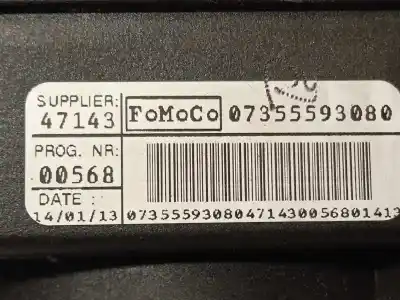 SUPPLIER:
47143
FoMoCo 07355593080
PROG. NR:
00568
DATE :
14/01/13
07355593080471430056801413